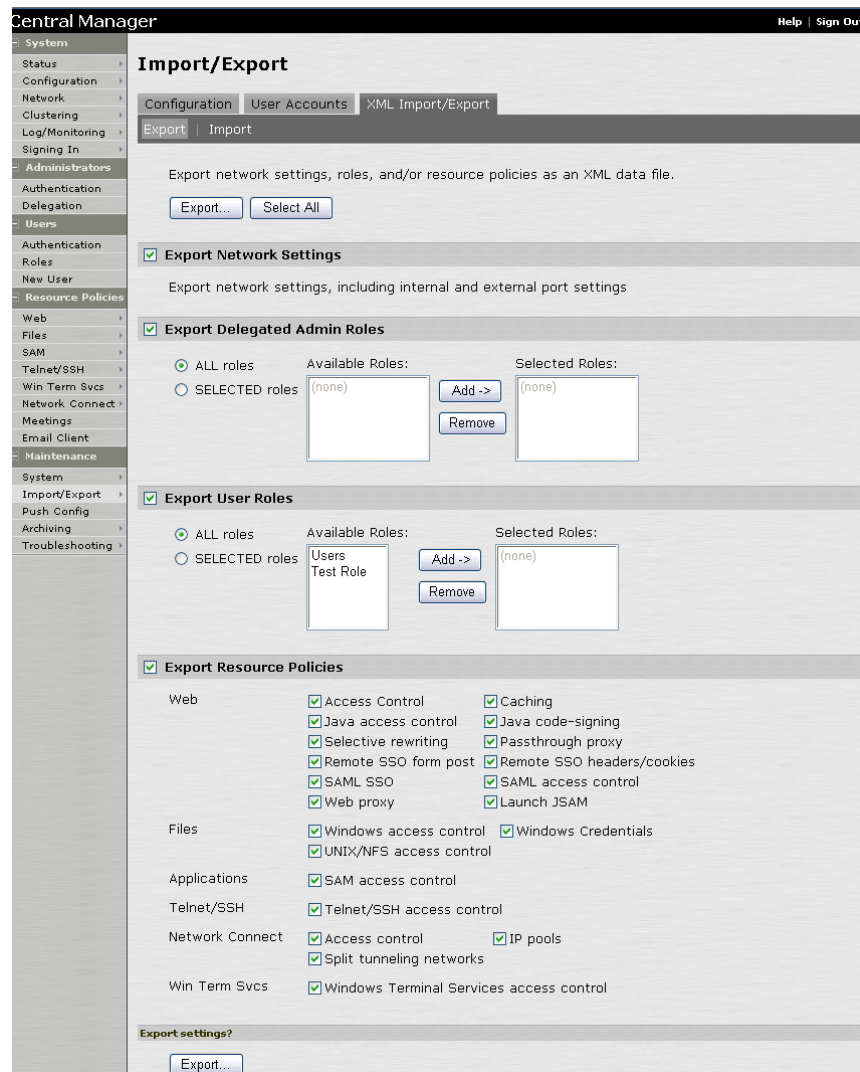 Central Manager
Help | Sign Ou
System
Status
Configuration
Network
Clustering
Log/Monitoring
Signing In
Administrators
Authentication
Delegation
Users
Authentication
Roles
New User
Resource Policies
Web
Files
SAM
Telnet/SSH
Win Term Svcs
Network Connect
Meetings
Email Client
Maintenance
System
Import/Export
Push Config
Archiving
Troubleshooting
Import/Export
Configuration User Accounts XML Import/Export
Export | Import
Export network settings, roles, and/or resource policies as an XML data file.
Export... Select All
Export Network Settings
Export network settings, including internal and external port settings
Export Delegated Admin Roles
ALL roles
SELECTED roles
Available Roles:
(none)
Add ->
Remove
Selected Roles:
(none)
Export User Roles
ALL roles
SELECTED roles
Available Roles:
Users
Test Role
Add ->
Remove
Selected Roles:
(none)
Export Resource Policies
Web
Access Control Caching
Java access control Java code-signing
Selective rewriting Passthrough proxy
Remote SSO form post Remote SSO headers/cookies
SAML SSO SAML access control
Web proxy Launch JSAM
Files
Windows access control Windows Credentials
UNIX/NFS access control
Applications
SAM access control
Telnet/SSH
Telnet/SSH access control
Network Connect
Access control IP pools
Split tunneling networks
Win Term Svcs
Windows Terminal Services access control
Export settings?
Export...